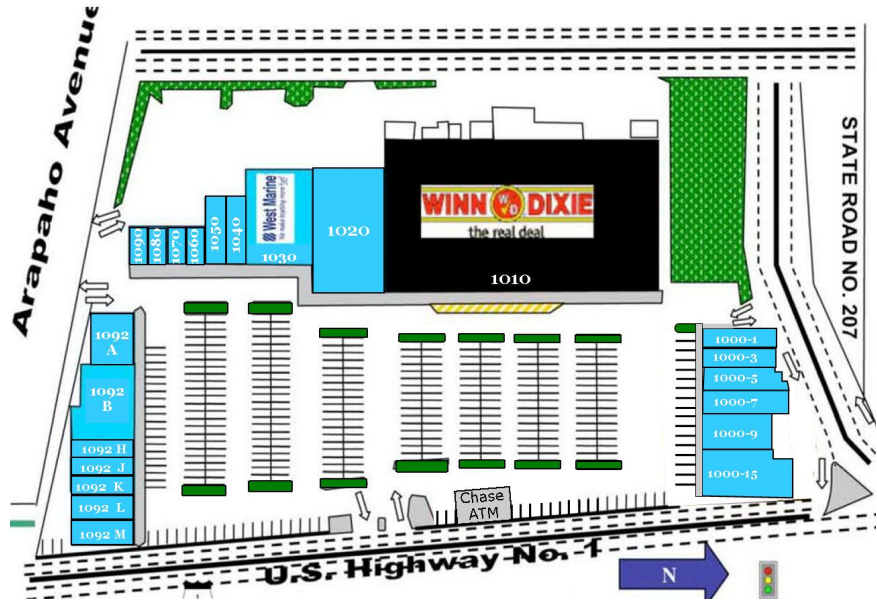 Arapaho Avenue
STATE ROAD NO. 207
West Marine
WINN DIXIE
W D
the real deal
1090
1080
1070
1060
1050
1040
1030
1020
1010
1092
A
1092
B
1092 H
1092 J
1092 K
1092 L
1092 M
1000-1
1000-3
1000-5
1000-7
1000-9
1000-15
Chase
ATM
U.S. Highway No. 1
N
1